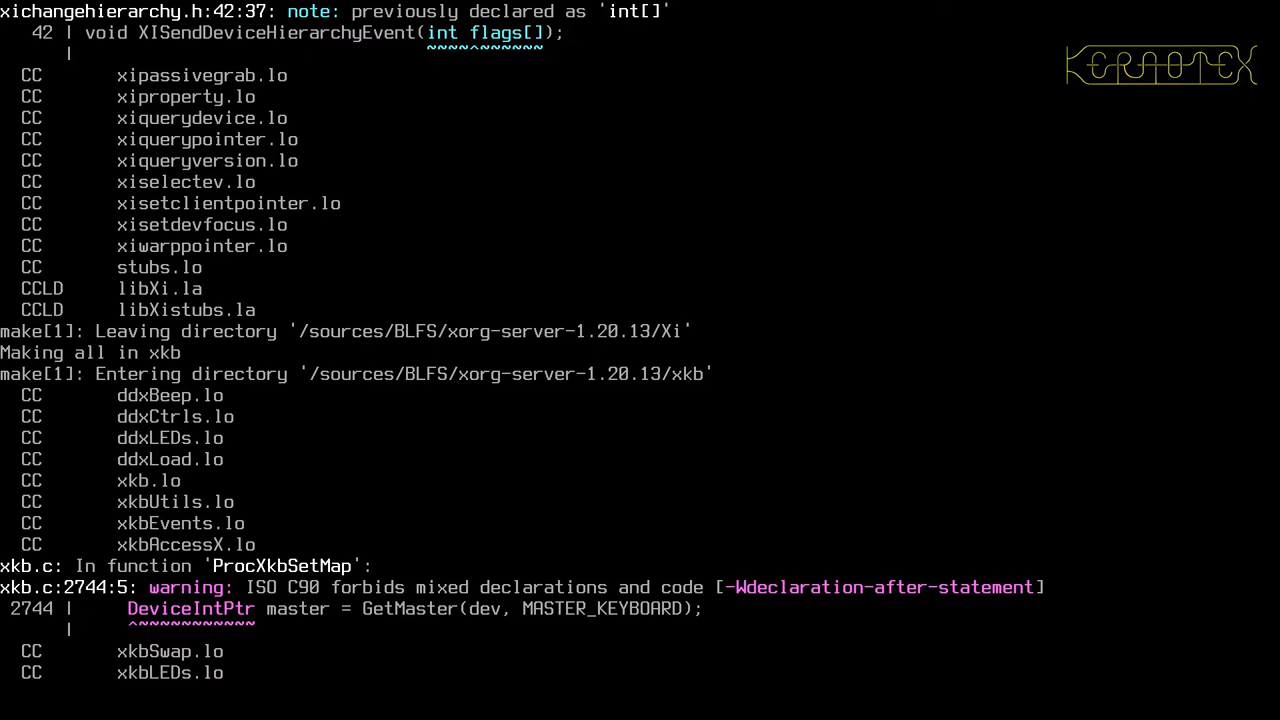 xichangehierarchy.h:42:37: note: previously declared as 'int[]'
42 | void XISendDeviceHierarchyEvent(int flags[]);
| ~~~~^~~~~~~
CC xipassivegrab.lo
CC xiproperty.lo
CC xiquerydevice.lo
CC xiquerypointer.lo
CC xiqueryversion.lo
CC xiselectev.lo
CC xisetclientpointer.lo
CC xisetdevfocus.lo
CC xiwarppointer.lo
CC stubs.lo
CCLD libXi.la
CCLD libXistubs.la
make[1]: Leaving directory '/sources/BLFS/xorg-server-1.20.13/Xi'
Making all in xkb
make[1]: Entering directory '/sources/BLFS/xorg-server-1.20.13/xkb'
CC ddxBeep.lo
CC ddxCtrls.lo
CC ddxLEDs.lo
CC ddxLoad.lo
CC xkb.lo
CC xkbUtils.lo
CC xkbEvents.lo
CC xkbAccessX.lo
xkb.c: In function 'ProcXkbSetMap':
xkb.c:2744:5: warning: ISO C90 forbids mixed declarations and code [-Wdeclaration-after-statement]
2744 | DeviceIntPtr master = GetMaster(dev, MASTER_KEYBOARD);
| ^~~~~~~~~~~~
CC xkbSwap.lo
CC xkbLEDs.lo
KERNOTEX